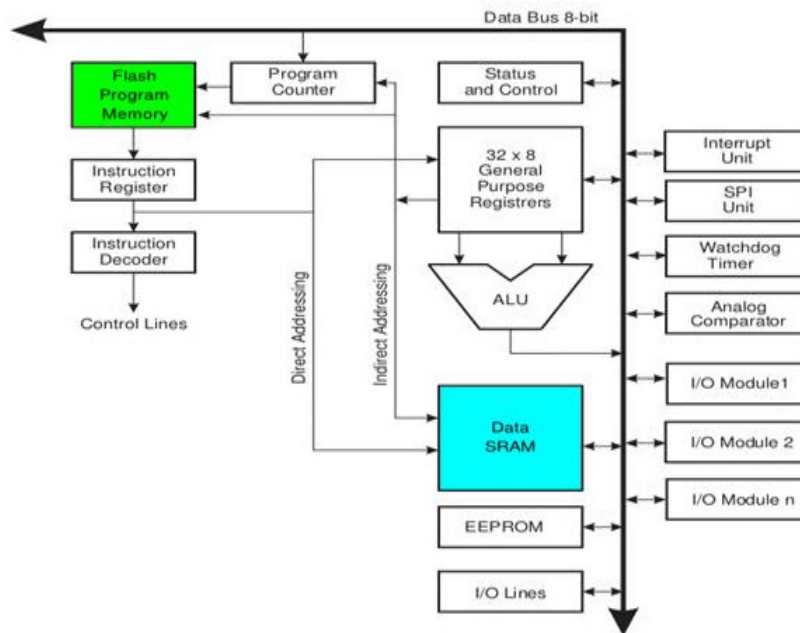 Data Bus 8-bit
Flash
Program
Memory
Program
Counter
Status
and Control
Interrupt
Unit
32 x 8
General
Purpose
Registrers
Instruction
Register
SPI
Unit
Instruction
Decoder
Watchdog
Timer
ALU
Analog
Comparator
Control Lines
Direct Addressing
Indirect Addressing
I/O Module1
Data
SRAM
I/O Module 2
I/O Module n
EEPROM
I/O Lines